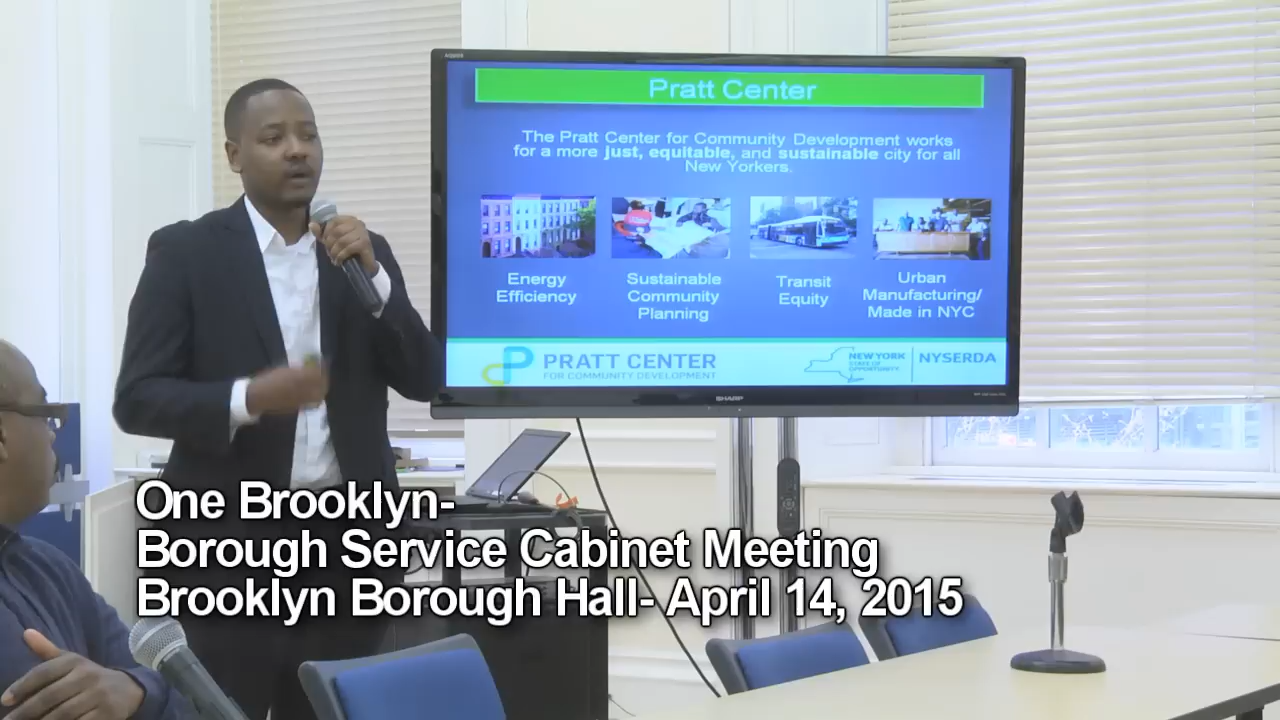 Pratt Center
The Pratt Center for Community Development works
for a more just, equitable, and sustainable city for all
New Yorkers.
Energy
Efficiency
Sustainable
Community
Planning
Transit
Equity
Urban
Manufacturing/
Made in NYC
PRATT CENTER
FOR COMMUNITY DEVELOPMENT
NEW YORK
STATE OF
OPPORTUNITY.
NYSERDA
SHARP
One Brooklyn-
Borough Service Cabinet Meeting
Brooklyn Borough Hall- April 14, 2015